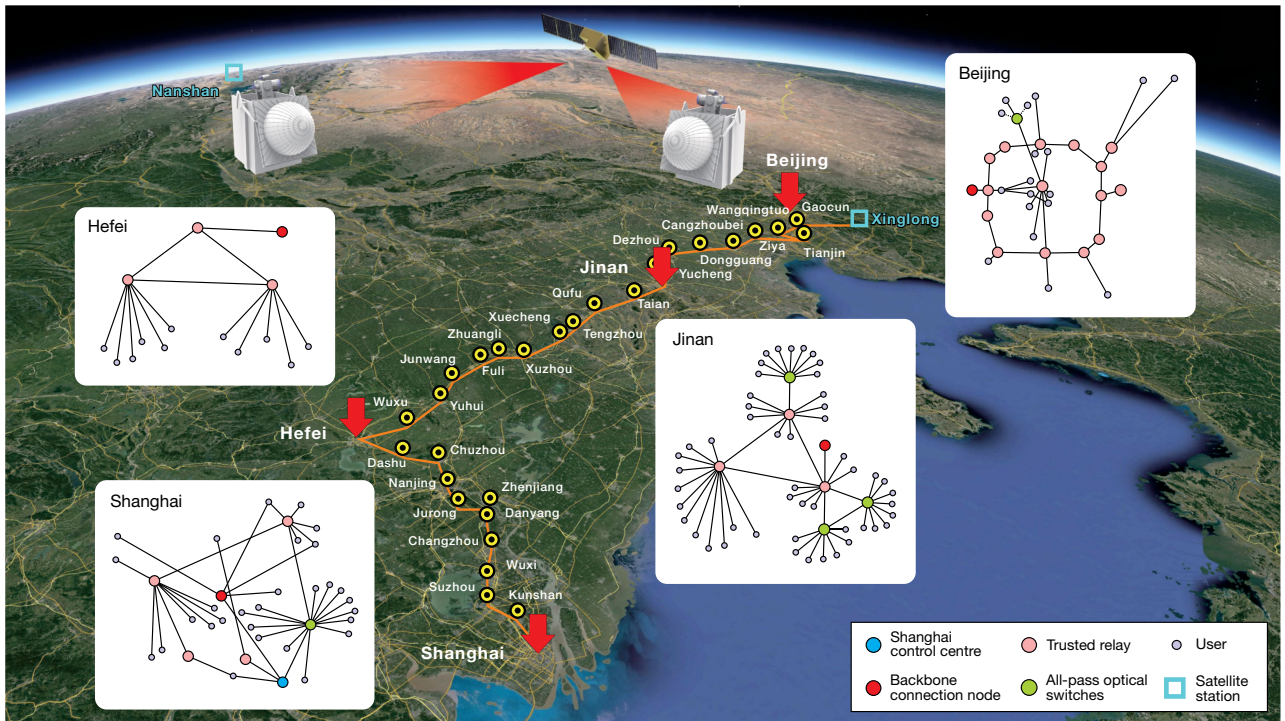 Nanshan
Beijing
Beijing
Wangqingtuo
Gaocun
Cangzhoubei
Xinglong
Dezhou
Ziya
Tianjin
Dongguang
Yucheng
Jinan
Hefei
Qufu
Taian
Xuecheng
Tengzhou
Zhuangli
Jinan
Junwang
Fuli
Xuzhou
Wuxu
Yuhui
Hefei
Chuzhou
Dashu
Nanjing
Zhenjiang
Shanghai
Jurong
Danyang
Changzhou
Wuxi
Suzhou
Kunshan
Shanghai
Shanghai
control centre
Trusted relay
User
Backbone
connection node
All-pass optical
switches
Satellite
station